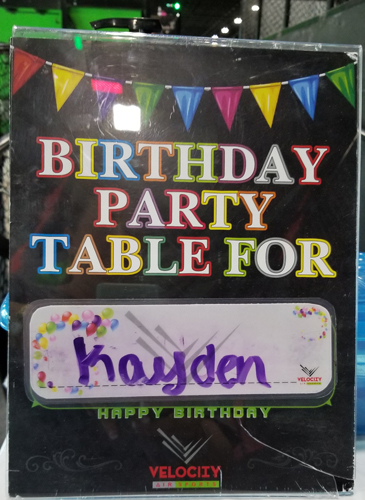 BIRTHDAY
PARTY
TABLE FOR
Kayden
VELOCITY
HAPPY BIRTHDAY
VELOCITY
AIR SPORTS